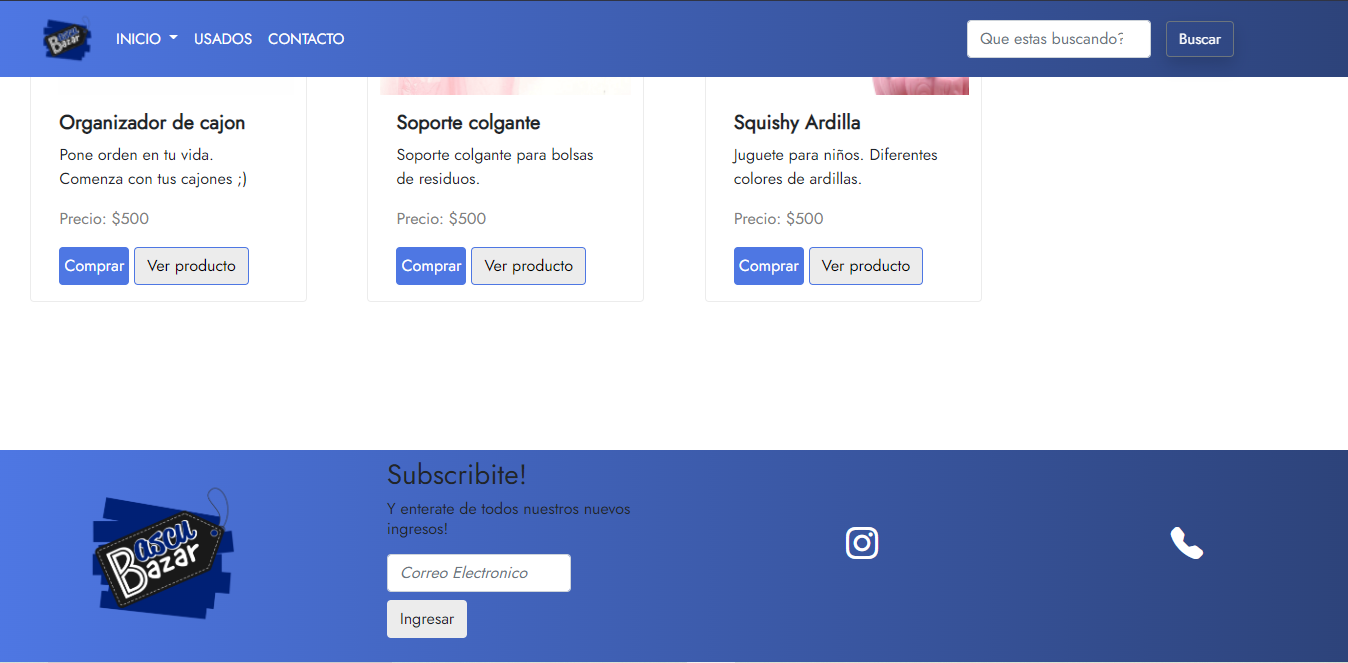 Bascu
Bazar
INICIO
USADOS
CONTACTO
Que estas buscando?
Buscar
Organizador de cajon
Pone orden en tu vida.
Comenza con tus cajones ;)
Precio: $500
Comprar
Ver producto
Soporte colgante
Soporte colgante para bolsas
de residuos.
Precio: $500
Comprar
Ver producto
Squishy Ardilla
Juguete para niños. Diferentes
colores de ardillas.
Precio: $500
Comprar
Ver producto
Bascu
Bazar
Subscribite!
Y enterate de todos nuestros nuevos
ingresos!
Correo Electronico
Ingresar